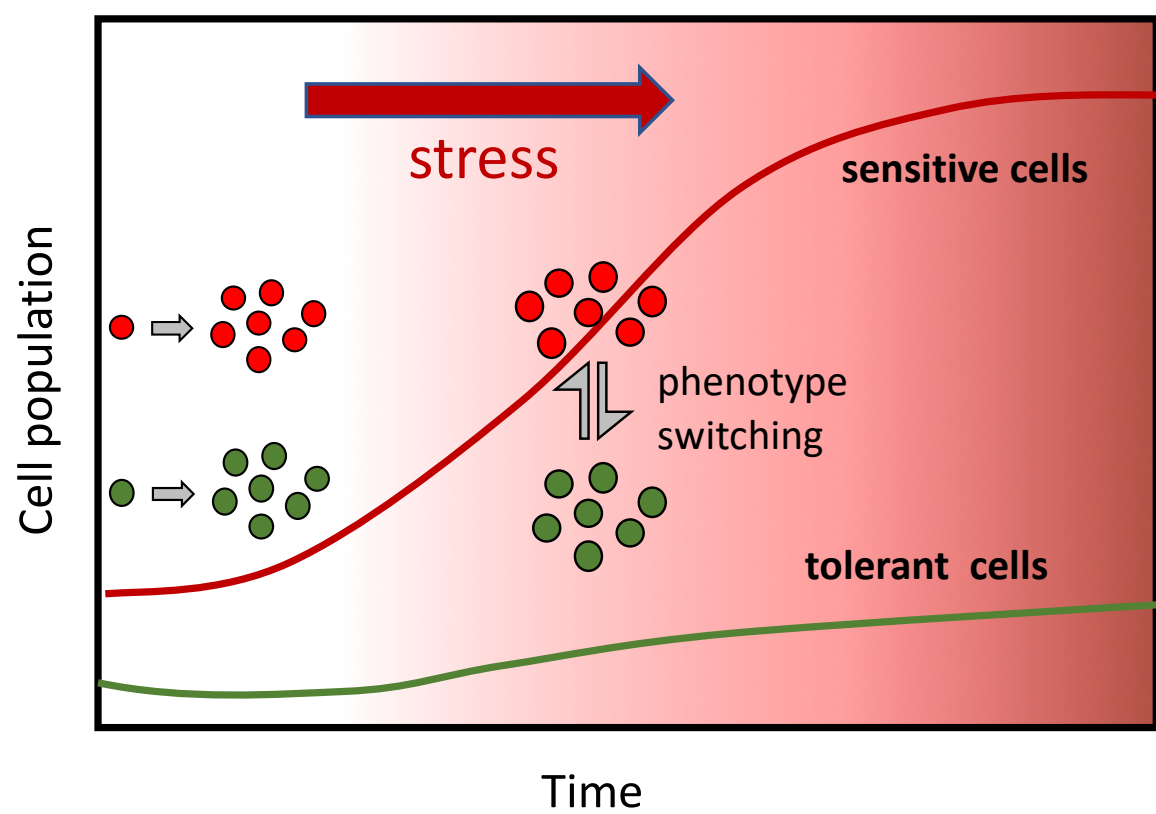 stress
sensitive cells
Cell population
phenotype
switching
tolerant  cells
Time